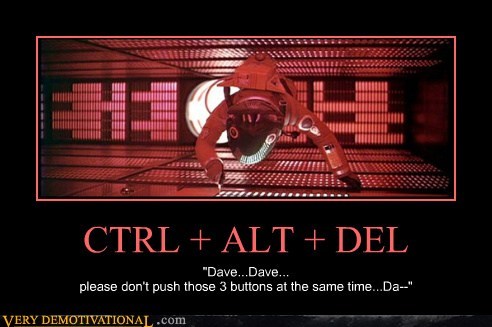 CTRL + ALT + DEL
"Dave...Dave...
please don't push those 3 buttons at the same time...Da--"
VERY DEMOTIVATIONAL .com